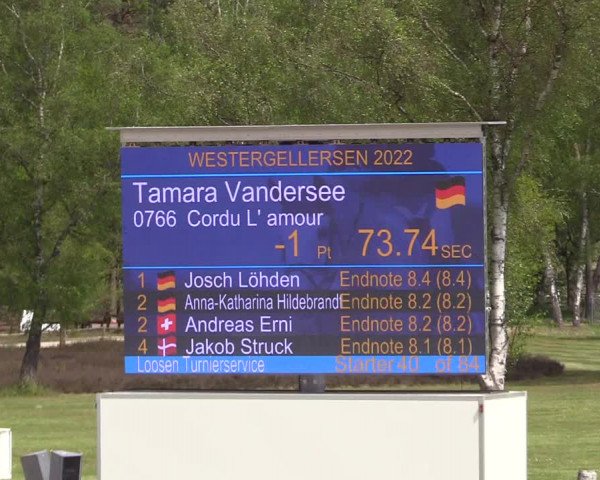 WESTERGELLERSEN 2022
Tamara Vandersee
0766 Cordu L' amour
-1 Pt 73.74 SEC
1 Josch Löhden Endnote 8.4 (8.4)
2 Anna-Katharina Hildebrandt Endnote 8.2 (8.2)
2 Andreas Erni Endnote 8.2 (8.2)
4 Jakob Struck Endnote 8.1 (8.1)
Loosen Turnierservice Starter 40 of 84